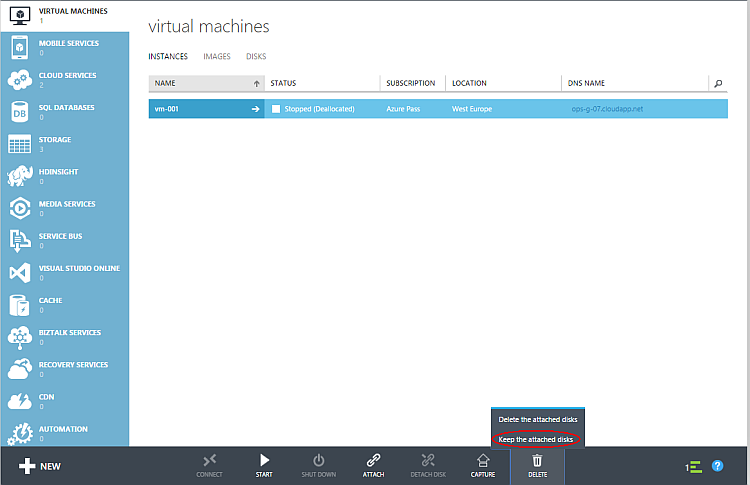 VIRTUAL MACHINES
1
MOBILE SERVICES
0
CLOUD SERVICES
2
SQL DATABASES
0
STORAGE
3
HDINSIGHT
0
MEDIA SERVICES
0
SERVICE BUS
0
VISUAL STUDIO ONLINE
0
CACHE
0
BIZTALK SERVICES
0
RECOVERY SERVICES
0
CDN
0
AUTOMATION
0
virtual machines
INSTANCES IMAGES DISKS
NAME STATUS SUBSCRIPTION LOCATION DNS NAME
vm-001 Stopped (Deallocated) Azure Pass West Europe ops-g-07.cloudapp.net
Delete the attached disks
Keep the attached disks
NEW CONNECT START SHUT DOWN ATTACH DETACH DISK CAPTURE DELETE 1 ?
DB